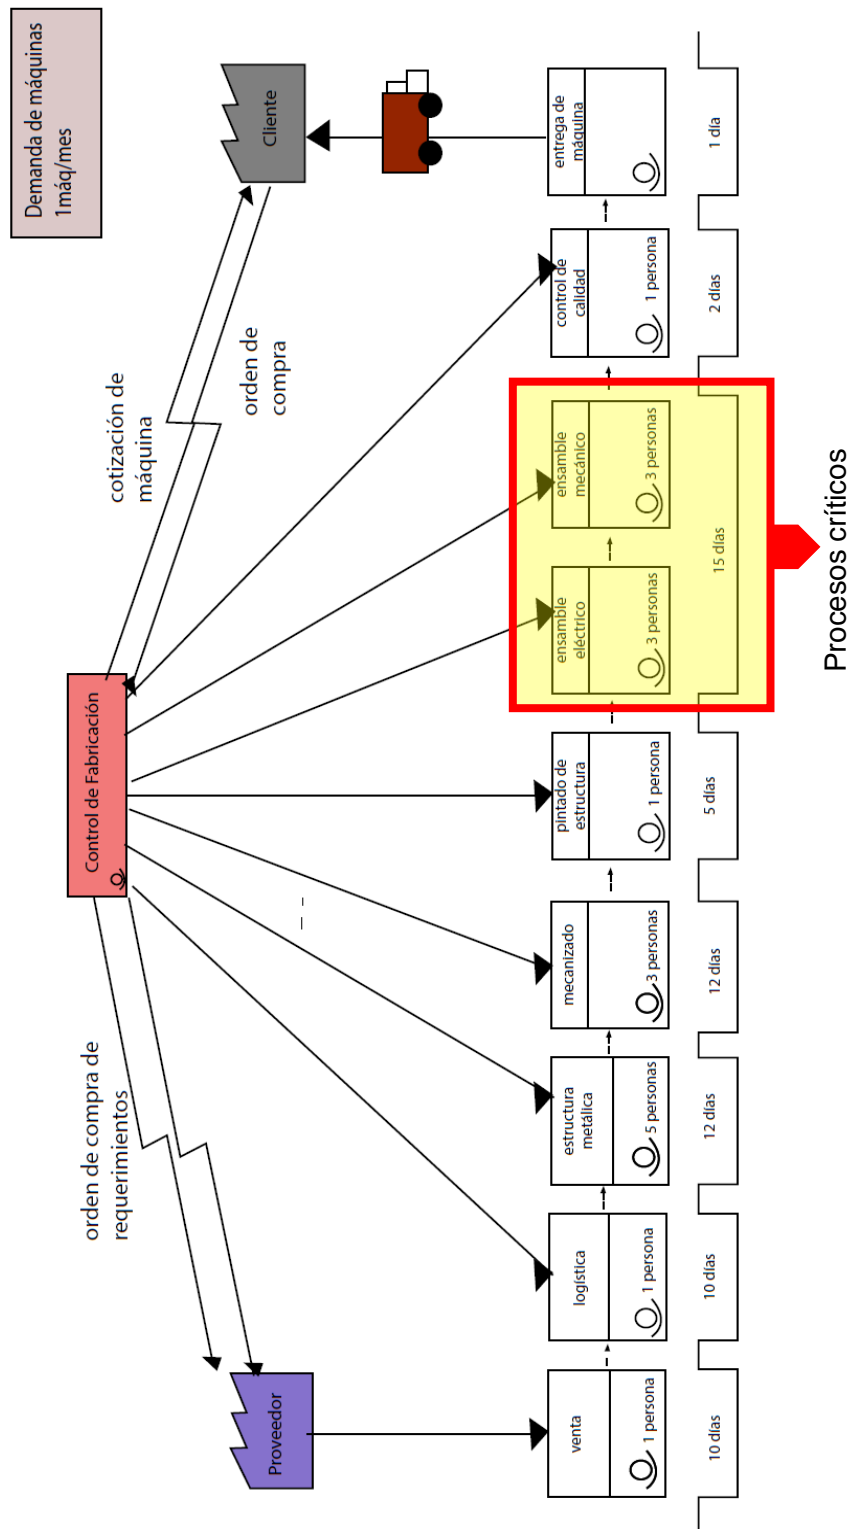 Demanda de máquinas
1máq/mes
Control de Fabricación
Proveedor
Cliente
orden de compra de
requerimientos
cotización de
máquina
orden de
compra
venta
1 persona
logística
1 persona
estructura
metálica
5 personas
mecanizado
3 personas
pintado de
estructura
1 persona
ensamble
eléctrico
3 personas
ensamble
mecánico
3 personas
control de
calidad
1 persona
entrega de
máquina
10 días
10 días
12 días
12 días
5 días
15 días
2 días
1 día
Procesos críticos